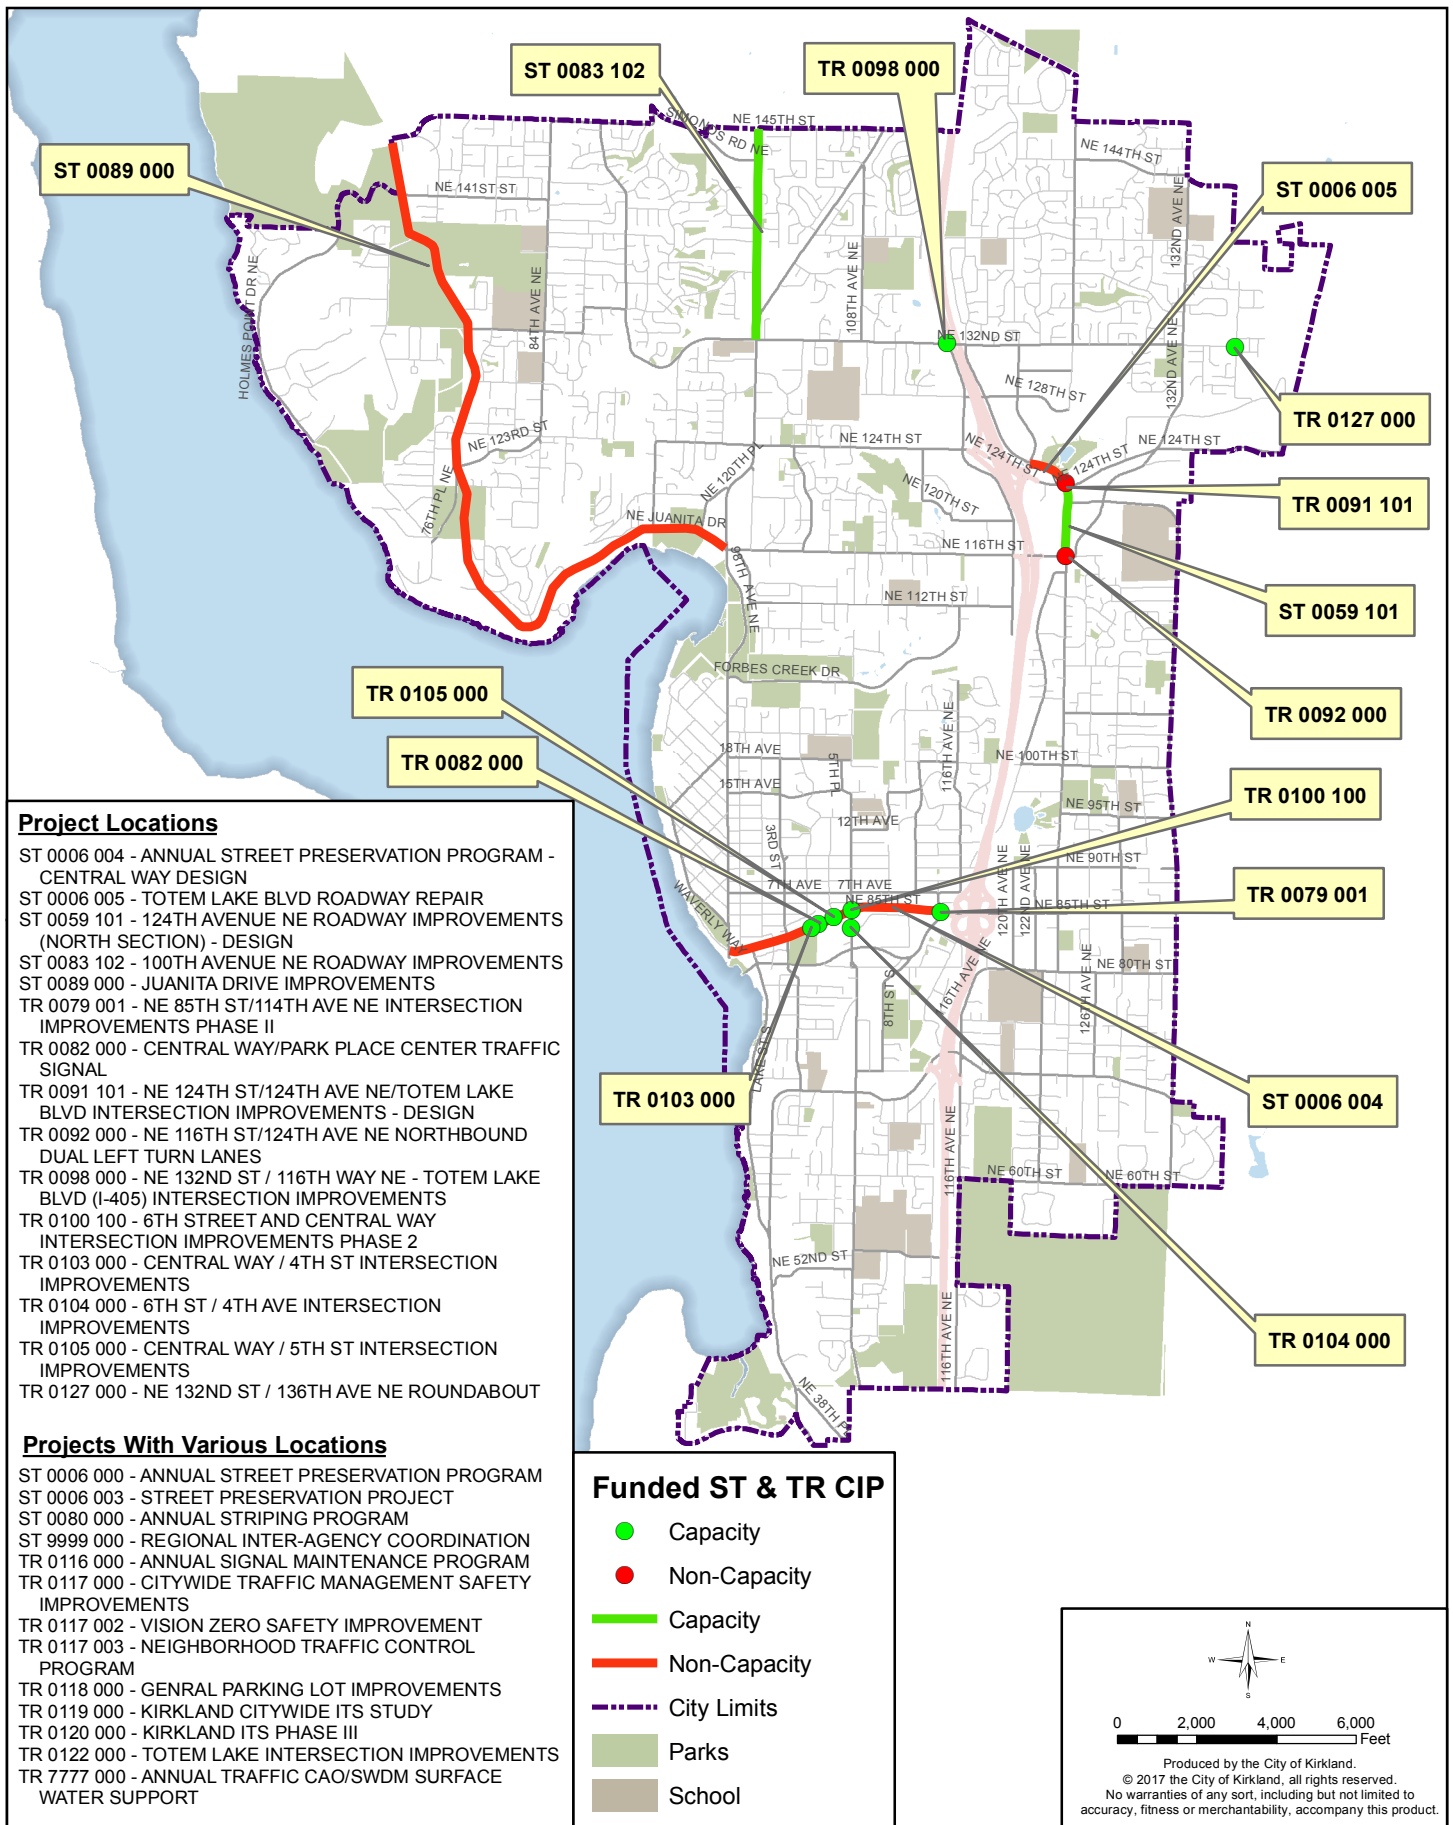 ST 0083 102
TR 0098 000
ST 0089 000
ST 0006 005
TR 0127 000
TR 0091 101
ST 0059 101
TR 0092 000
TR 0105 000
TR 0082 000
TR 0100 100
TR 0079 001
TR 0103 000
ST 0006 004
TR 0104 000
SIMONDS RD NE
NE 145TH ST
NE 144TH ST
NE 141ST ST
132ND AVE NE
HOLMES POINT DR NE
84TH AVE NE
108TH AVE NE
NE 132ND ST
132ND AVE NE
NE 128TH ST
NE 123RD ST
NE 124TH ST
NE 124TH ST
NE 124TH ST
NE 124TH ST
76TH PL NE
NE 120TH PL
NE 120TH ST
NE JUANITA DR
NE 116TH ST
98TH AVE NE
NE 112TH ST
FORBES CREEK DR
18TH AVE
5TH PL
116TH AVE NE
NE 100TH ST
15TH AVE
NE 95TH ST
12TH AVE
3RD ST
NE 90TH ST
7TH AVE
7TH AVE
120TH AVE NE
122ND AVE NE
WAVERLY WAY
NE 85TH ST
NE 85TH ST
NE 80TH ST
116TH AVE NE
126TH AVE NE
8TH ST S
LAKE ST S
116TH AVE NE
NE 60TH ST
NE 60TH ST
NE 52ND ST
116TH AVE NE
NE 38TH PL
Project Locations
ST 0006 004 - ANNUAL STREET PRESERVATION PROGRAM -
CENTRAL WAY DESIGN
ST 0006 005 - TOTEM LAKE BLVD ROADWAY REPAIR
ST 0059 101 - 124TH AVENUE NE ROADWAY IMPROVEMENTS
(NORTH SECTION) - DESIGN
ST 0083 102 - 100TH AVENUE NE ROADWAY IMPROVEMENTS
ST 0089 000 - JUANITA DRIVE IMPROVEMENTS
TR 0079 001 - NE 85TH ST/114TH AVE NE INTERSECTION
IMPROVEMENTS PHASE II
TR 0082 000 - CENTRAL WAY/PARK PLACE CENTER TRAFFIC
SIGNAL
TR 0091 101 - NE 124TH ST/124TH AVE NE/TOTEM LAKE
BLVD INTERSECTION IMPROVEMENTS - DESIGN
TR 0092 000 - NE 116TH ST/124TH AVE NE NORTHBOUND
DUAL LEFT TURN LANES
TR 0098 000 - NE 132ND ST / 116TH WAY NE - TOTEM LAKE
BLVD (I-405) INTERSECTION IMPROVEMENTS
TR 0100 100 - 6TH STREET AND CENTRAL WAY
INTERSECTION IMPROVEMENTS PHASE 2
TR 0103 000 - CENTRAL WAY / 4TH ST INTERSECTION
IMPROVEMENTS
TR 0104 000 - 6TH ST / 4TH AVE INTERSECTION
IMPROVEMENTS
TR 0105 000 - CENTRAL WAY / 5TH ST INTERSECTION
IMPROVEMENTS
TR 0127 000 - NE 132ND ST / 136TH AVE NE ROUNDABOUT
Projects With Various Locations
ST 0006 000 - ANNUAL STREET PRESERVATION PROGRAM
ST 0006 003 - STREET PRESERVATION PROJECT
ST 0080 000 - ANNUAL STRIPING PROGRAM
ST 9999 000 - REGIONAL INTER-AGENCY COORDINATION
TR 0116 000 - ANNUAL SIGNAL MAINTENANCE PROGRAM
TR 0117 000 - CITYWIDE TRAFFIC MANAGEMENT SAFETY
IMPROVEMENTS
TR 0117 002 - VISION ZERO SAFETY IMPROVEMENT
TR 0117 003 - NEIGHBORHOOD TRAFFIC CONTROL
PROGRAM
TR 0118 000 - GENRAL PARKING LOT IMPROVEMENTS
TR 0119 000 - KIRKLAND CITYWIDE ITS STUDY
TR 0120 000 - KIRKLAND ITS PHASE III
TR 0122 000 - TOTEM LAKE INTERSECTION IMPROVEMENTS
TR 7777 000 - ANNUAL TRAFFIC CAO/SWDM SURFACE
WATER SUPPORT
Funded ST & TR CIP
Capacity
Non-Capacity
Capacity
Non-Capacity
City Limits
Parks
School
N
W
E
S
0 2,000 4,000 6,000
Feet
Produced by the City of Kirkland.
© 2017 the City of Kirkland, all rights reserved.
No warranties of any sort, including but not limited to
accuracy, fitness or merchantability, accompany this product.